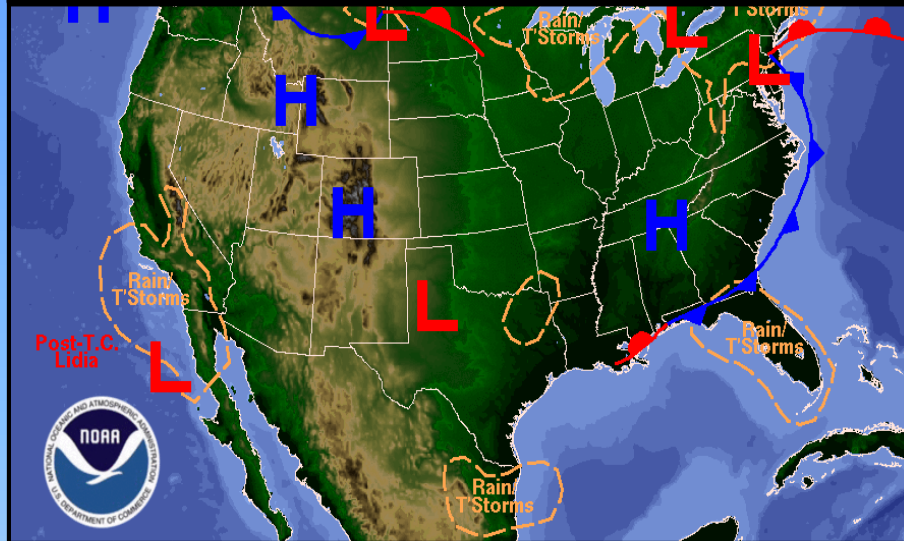 H
L
Rain/
T'Storms
L
T'Storms
L
H
H
H
Rain/
T'Storms
L
Rain/
T'Storms
Post-T.C.
Lidia
L
NATIONAL OCEANIC AND ATMOSPHERIC ADMINISTRATION
NOAA
U.S. DEPARTMENT OF COMMERCE
Rain/
T'Storms